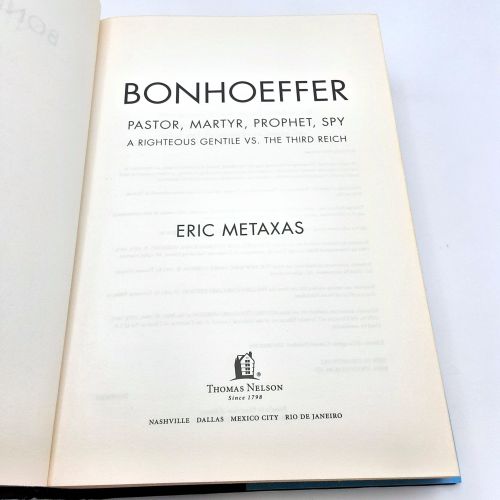 BONHOEFFER
PASTOR, MARTYR, PROPHET, SPY
A RIGHTEOUS GENTILE VS. THE THIRD REICH
ERIC METAXAS
®
THOMAS NELSON
Since 1798
NASHVILLE DALLAS MEXICO CITY RIO DE JANEIRO